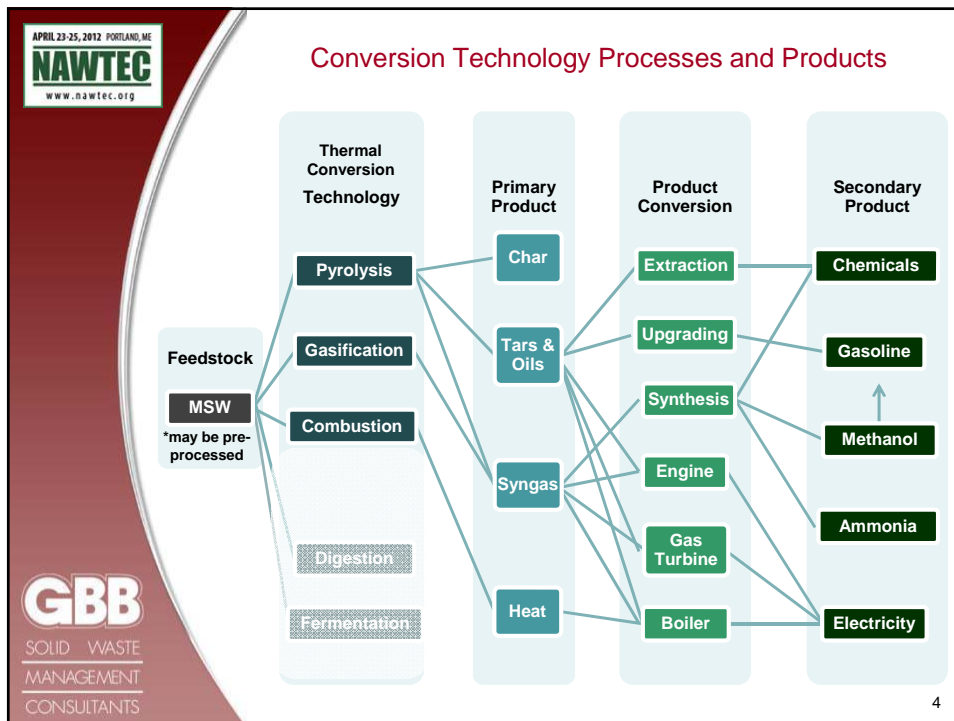 APRIL 23-25, 2012 PORTLAND, ME
NAWTEC
www.nawtec.org
Conversion Technology Processes and Products
Feedstock
MSW
*may be pre-
processed
Thermal
Conversion
Technology
Pyrolysis
Gasification
Combustion
Digestion
Fermentation
Primary
Product
Char
Tars &
Oils
Syngas
Heat
Product
Conversion
Extraction
Upgrading
Synthesis
Engine
Gas
Turbine
Boiler
Secondary
Product
Chemicals
Gasoline
Methanol
Ammonia
Electricity
GBB
SOLID WASTE
MANAGEMENT
CONSULTANTS
4